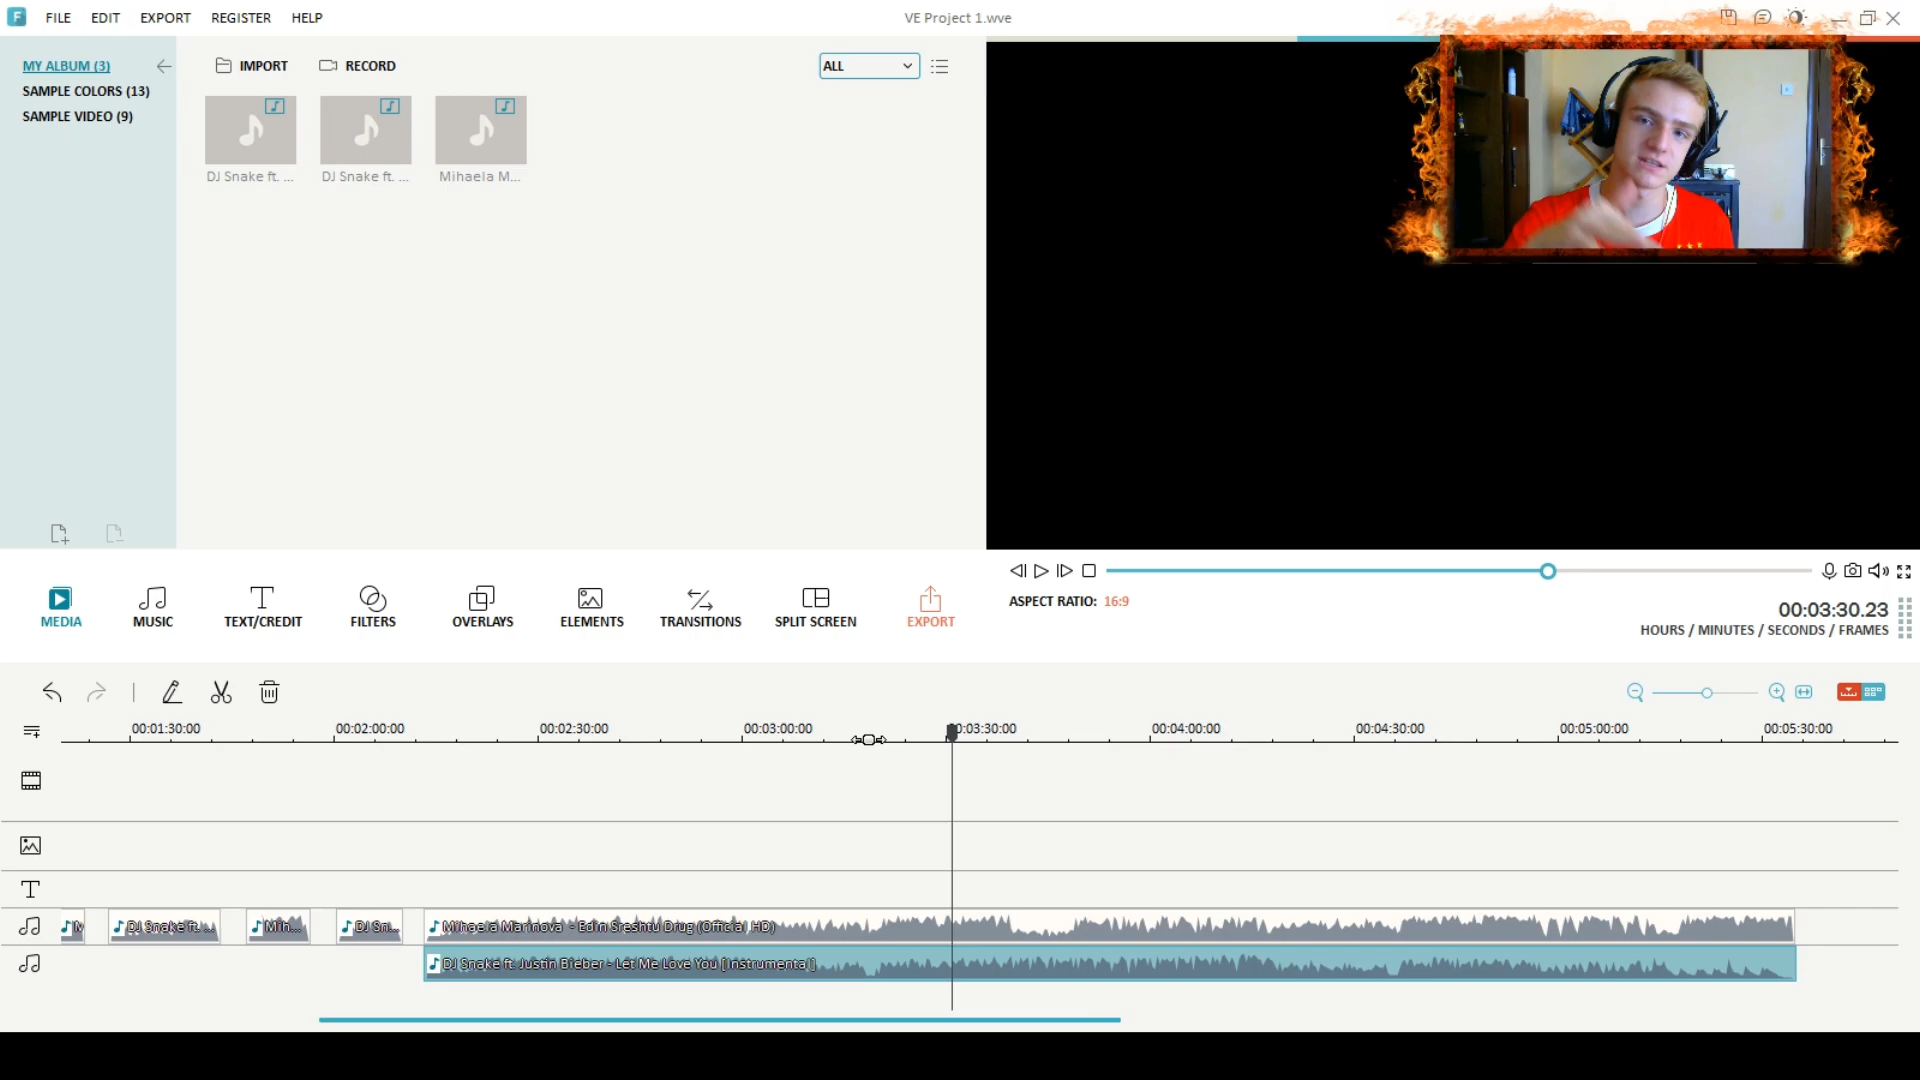 FILE EDIT EXPORT REGISTER HELP
VE Project 1.wve
MY ALBUM (3)
SAMPLE COLORS (13)
SAMPLE VIDEO (9)
IMPORT RECORD
ALL
DJ Snake ft. ... DJ Snake ft. ... Mihaela M...
MEDIA MUSIC TEXT/CREDIT FILTERS OVERLAYS ELEMENTS TRANSITIONS SPLIT SCREEN EXPORT
ASPECT RATIO: 16:9
00:03:30.23
HOURS / MINUTES / SECONDS / FRAMES
00:01:30:00 00:02:00:00 00:02:30:00 00:03:00:00 0:03:30:00 00:04:00:00 00:04:30:00 00:05:00:00 00:05:30:00
M DJ Snake ft. ... Mih... DJ Sn... Mihaela Marinova - Edin Sreshtu Drug (Official HD)
DJ Snake ft. Justin Bieber - Let Me Love You [Instrumental]